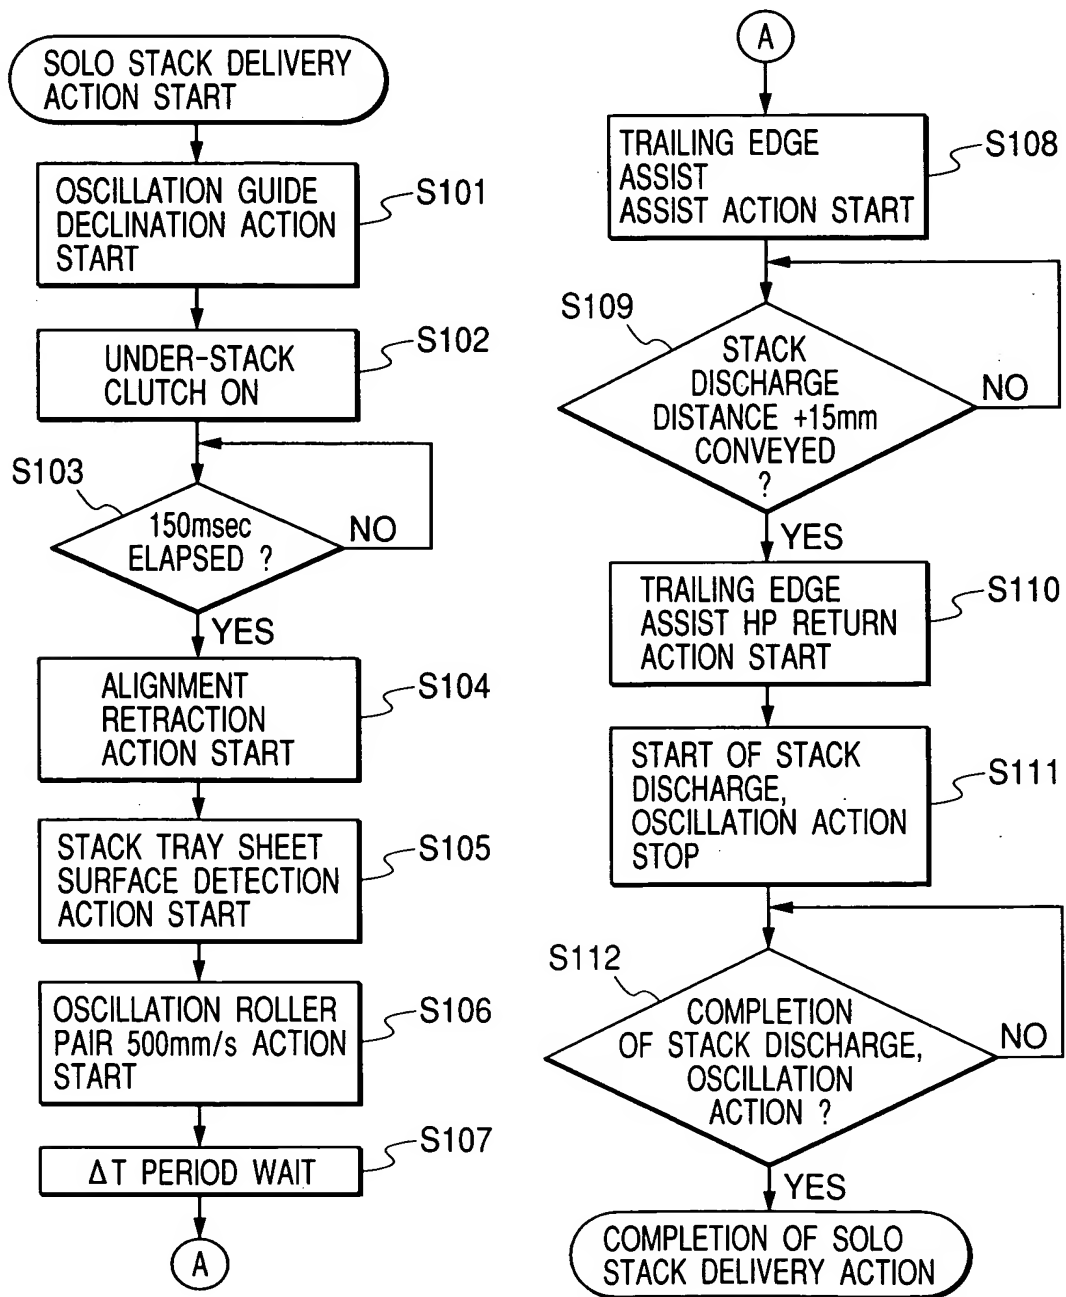 SOLO STACK DELIVERY
ACTION START
OSCILLATION GUIDE
DECLINATION ACTION
START
S101
UNDER-STACK
CLUTCH ON
S102
S103
150msec
ELAPSED ?
NO
YES
ALIGNMENT
RETRACTION
ACTION START
S104
STACK TRAY SHEET
SURFACE DETECTION
ACTION START
S105
OSCILLATION ROLLER
PAIR 500mm/s ACTION
START
S106
ΔT PERIOD WAIT
S107
A
A
TRAILING EDGE
ASSIST
ASSIST ACTION START
S108
S109
STACK
DISCHARGE
DISTANCE +15mm
CONVEYED
?
NO
YES
TRAILING EDGE
ASSIST HP RETURN
ACTION START
S110
START OF STACK
DISCHARGE,
OSCILLATION ACTION
STOP
S111
S112
COMPLETION
OF STACK DISCHARGE,
OSCILLATION
ACTION ?
NO
YES
COMPLETION OF SOLO
STACK DELIVERY ACTION